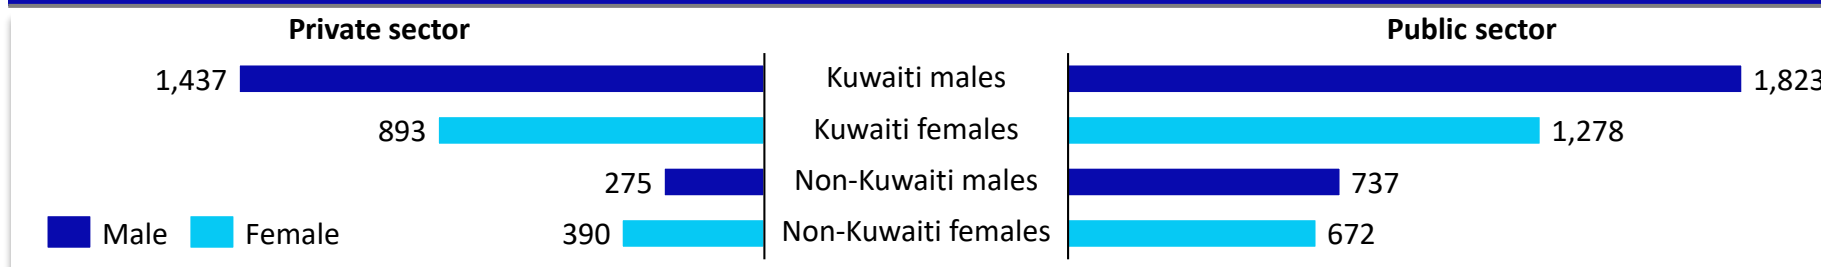 Private sector Public sector
1,437 Kuwaiti males 1,823
893 Kuwaiti females 1,278
275 Non-Kuwaiti males 737
Male Female 390 Non-Kuwaiti females 672